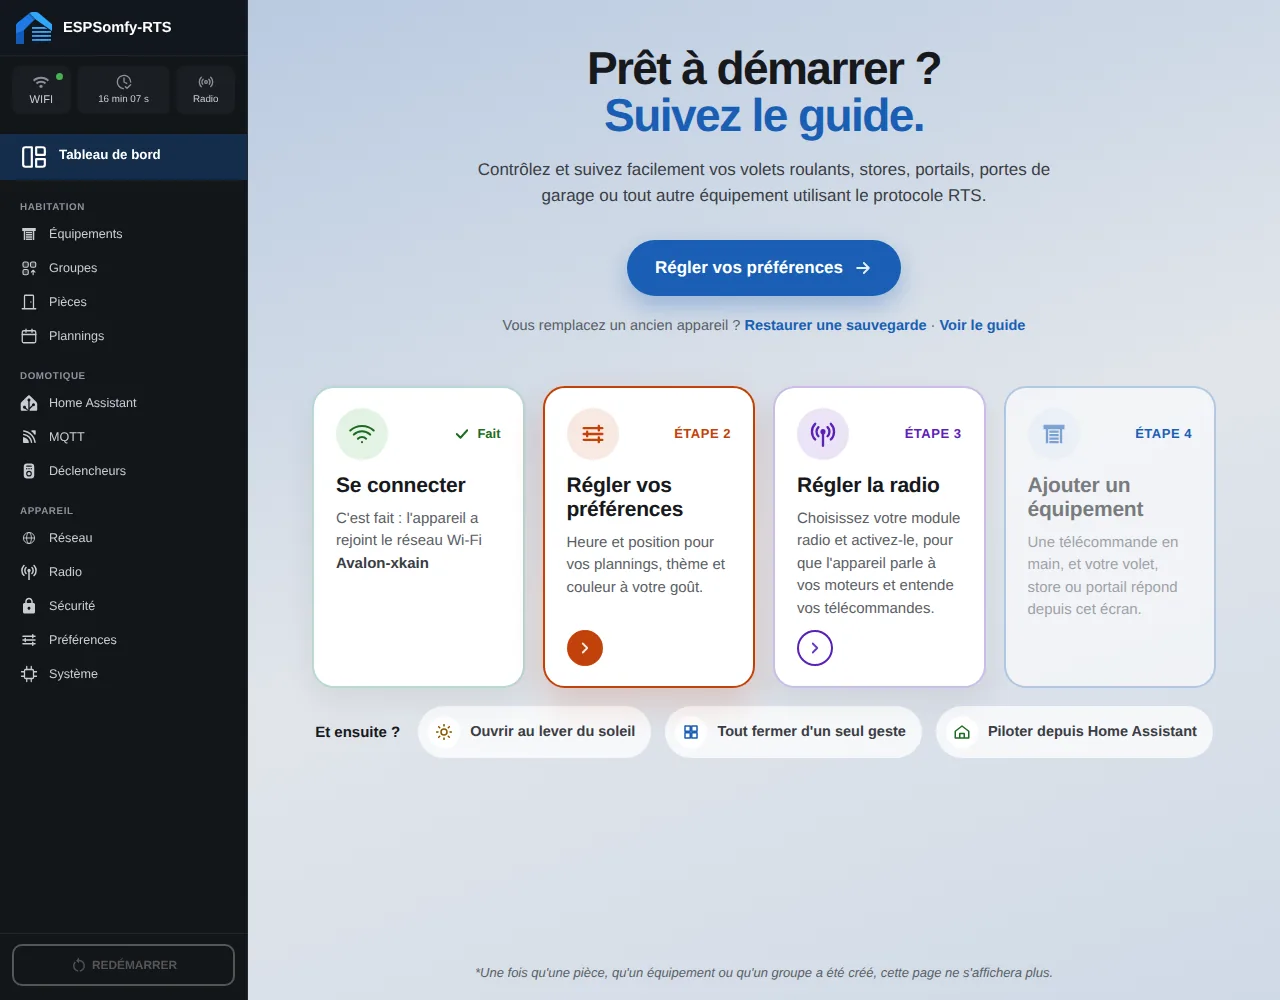 ESPSomfy-RTS
WIFI
16 min 07 s
Radio
Tableau de bord
HABITATION
Équipements
Groupes
Pièces
Plannings
DOMOTIQUE
Home Assistant
MQTT
Déclencheurs
APPAREIL
Réseau
Radio
Sécurité
Préférences
Système
REDÉMARRER
Prêt à démarrer ?
Suivez le guide.
Contrôlez et suivez facilement vos volets roulants, stores, portails, portes de
garage ou tout autre équipement utilisant le protocole RTS.
Régler vos préférences
Vous remplacez un ancien appareil ? Restaurer une sauvegarde · Voir le guide
Fait
Se connecter
C'est fait : l'appareil a
rejoint le réseau Wi-Fi
Avalon-xkain
ÉTAPE 2
Régler vos
préférences
Heure et position pour
vos plannings, thème et
couleur à votre goût.
ÉTAPE 3
Régler la radio
Choisissez votre module
radio et activez-le, pour
que l'appareil parle à
vos moteurs et entende
vos télécommandes.
ÉTAPE 4
Ajouter un
équipement
Une télécommande en
main, et votre volet,
store ou portail répond
depuis cet écran.
Et ensuite ?
Ouvrir au lever du soleil
Tout fermer d'un seul geste
Piloter depuis Home Assistant
*Une fois qu'une pièce, qu'un équipement ou qu'un groupe a été créé, cette page ne s'affichera plus.